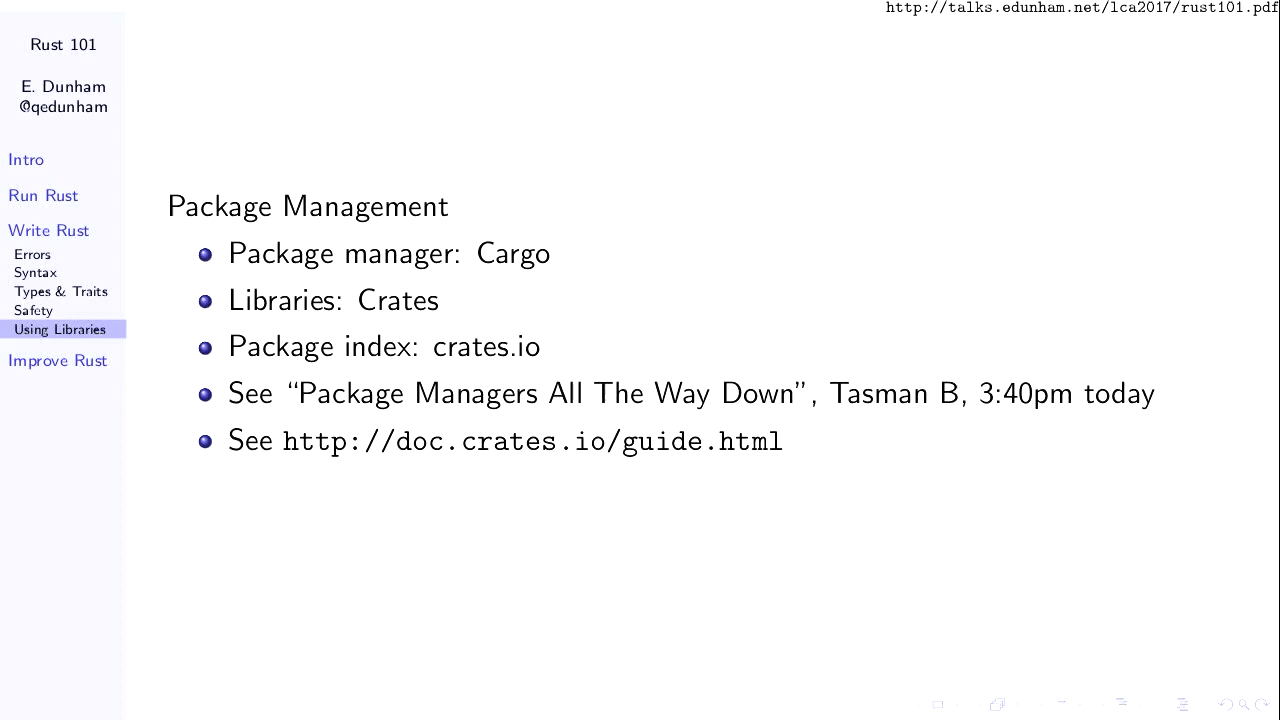 http://talks.edunham.net/lca2017/rust101.pdf
Rust 101
E. Dunham
@qedunham
Intro
Run Rust
Write Rust
Errors
Syntax
Types & Traits
Safety
Using Libraries
Improve Rust
Package Management
Package manager: Cargo
Libraries: Crates
Package index: crates.io
See “Package Managers All The Way Down”, Tasman B, 3:40pm today
See http://doc.crates.io/guide.html